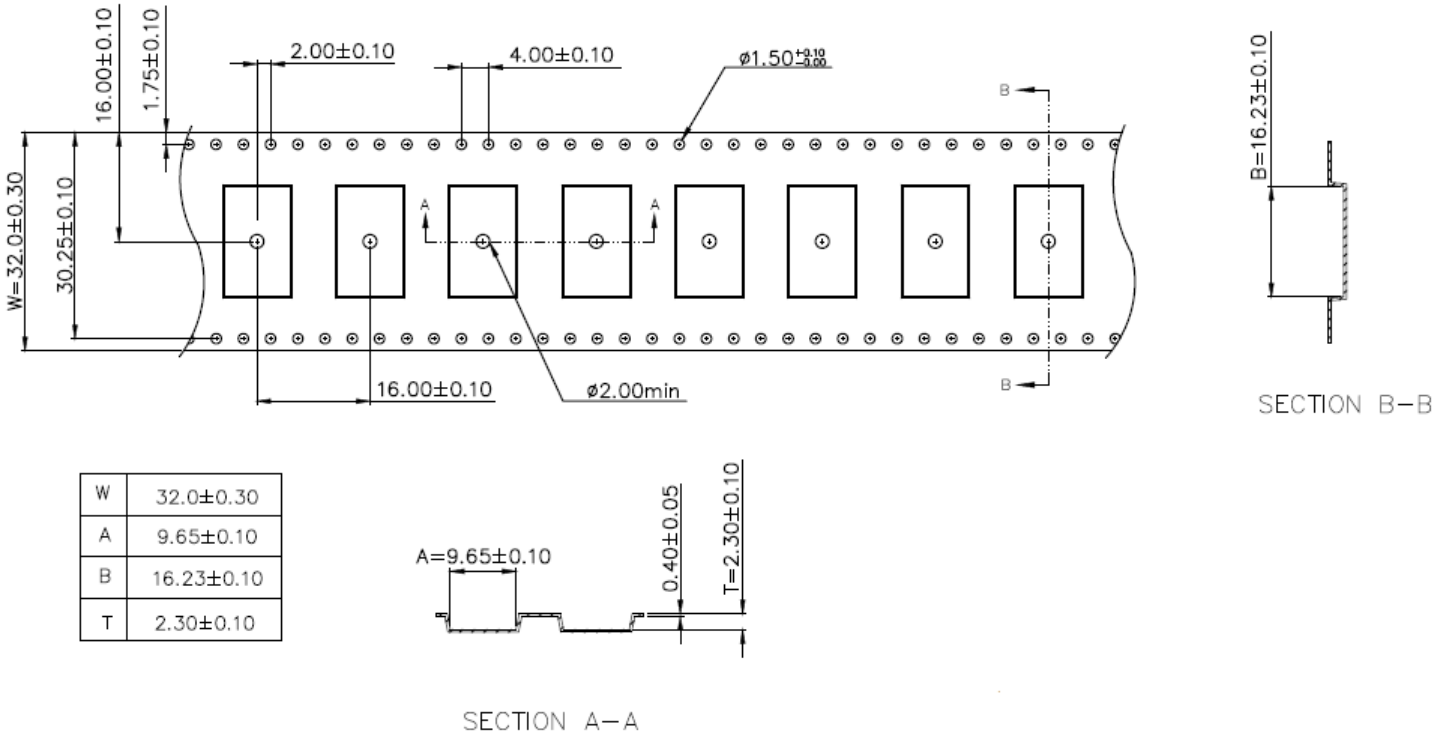 16.00±0.10
1.75±0.10
2.00±0.10
4.00±0.10
ø1.50 +0.10 -0.00
B
B=16.23±0.10
W=32.0±0.30
30.25±0.10
A
A
16.00±0.10
ø2.00min
B
SECTION B-B
W 32.0±0.30
A 9.65±0.10
B 16.23±0.10
T 2.30±0.10
A=9.65±0.10
0.40±0.05
T=2.30±0.10
SECTION A-A